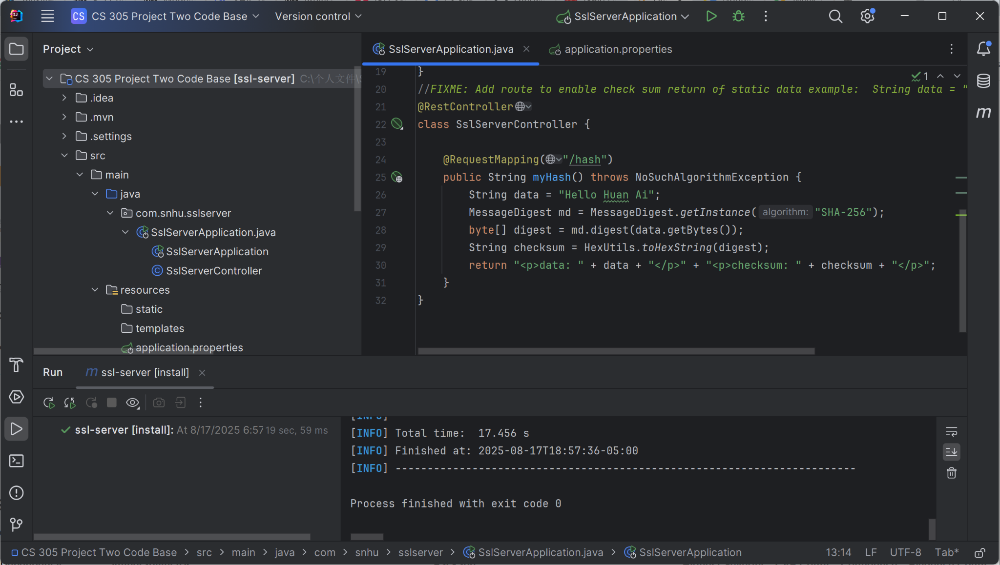 CS CS 305 Project Two Code Base Version control SslServerApplication
Project
SslServerApplication.java application.properties
CS 305 Project Two Code Base [ssl-server] C:\个人文件\S
.idea
.mvn
.settings
src
main
java
com.snhu.sslserver
SslServerApplication.java
SslServerApplication
SslServerController
resources
static
templates
application.properties
1
19 }
20 //FIXME: Add route to enable check sum return of static data example:  String data = "
21 @RestController
22 class SslServerController {
23
24 @RequestMapping("/hash")
25 public String myHash() throws NoSuchAlgorithmException {
26 String data = "Hello Huan Ai";
27 MessageDigest md = MessageDigest.getInstance( algorithm: "SHA-256");
28 byte[] digest = md.digest(data.getBytes());
29 String checksum = HexUtils.toHexString(digest);
30 return "<p>data: " + data + "</p>" + "<p>checksum: " + checksum + "</p>";
31 }
32 }
Run m ssl-server [install]
ssl-server [install]: At 8/17/2025 6:57 19 sec, 59 ms
[INFO]
[INFO] Total time:  17.456 s
[INFO] Finished at: 2025-08-17T18:57:36-05:00
[INFO] ------------------------------------------------------------------------
Process finished with exit code 0
CS 305 Project Two Code Base > src > main > java > com > snhu > sslserver > SslServerApplication.java > SslServerApplication 13:14 LF UTF-8 Tab*